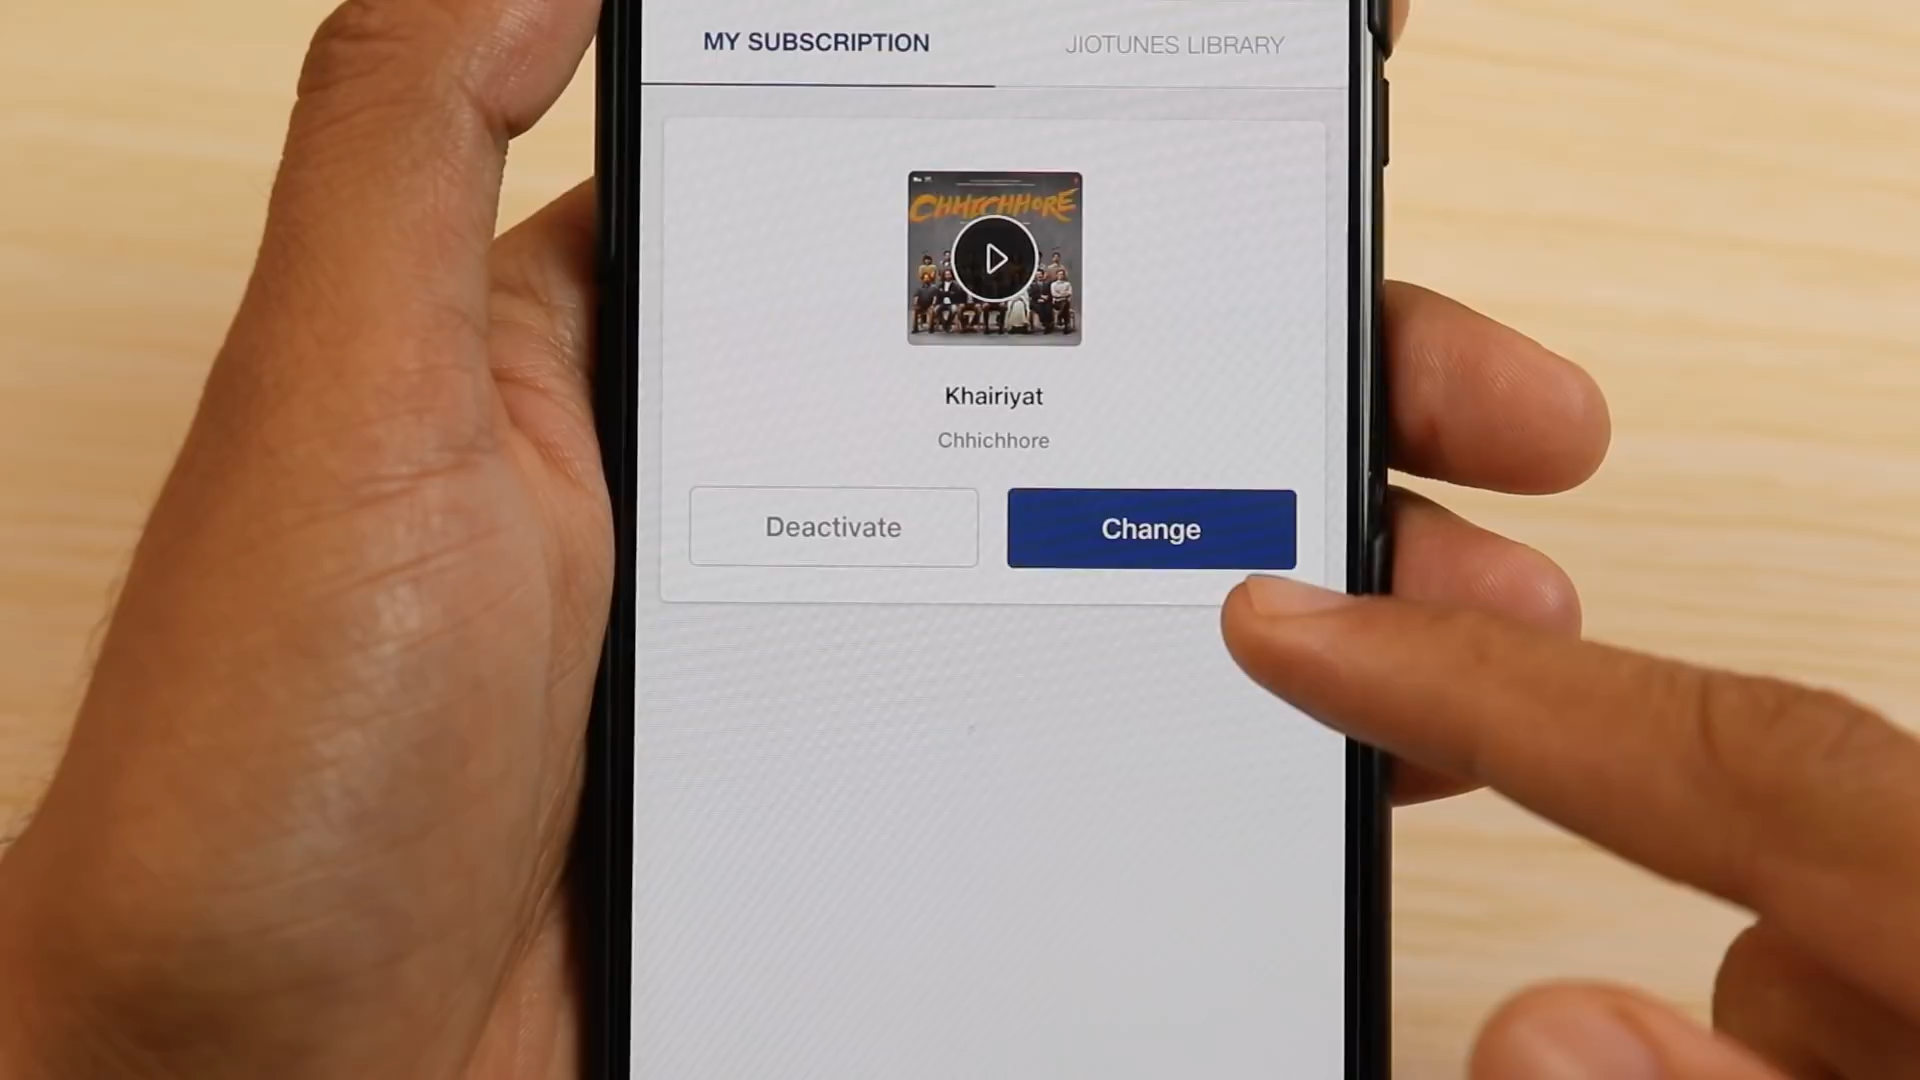 MY SUBSCRIPTION
JIOTUNES LIBRARY
CHHICHHORE
Khairiyat
Chhichhore
Deactivate
Change